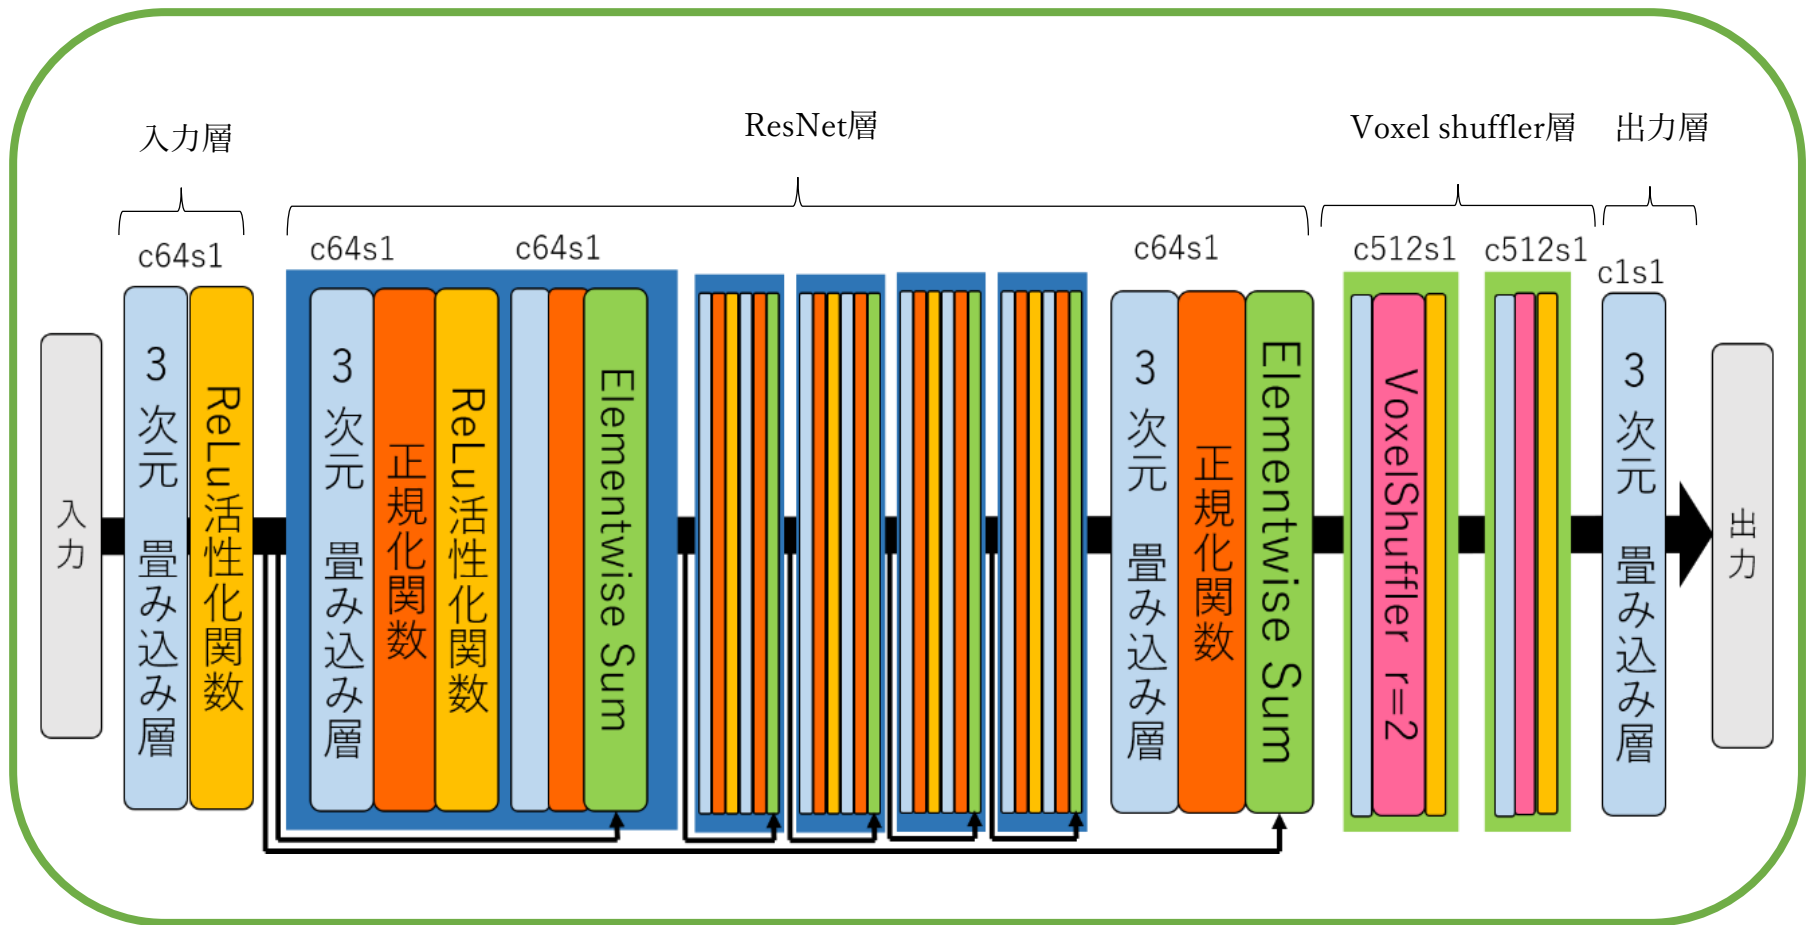 入力層
ResNet層
Voxel shuffler層
出力層
c64s1
c64s1
c64s1
c64s1
c512s1
c512s1
c1s1
入力
3次元 畳み込み層
ReLu活性化関数
3次元 畳み込み層
正規化関数
ReLu活性化関数
Elementwise Sum
3次元 畳み込み層
正規化関数
Elementwise Sum
VoxelShuffler r=2
3次元 畳み込み層
出力